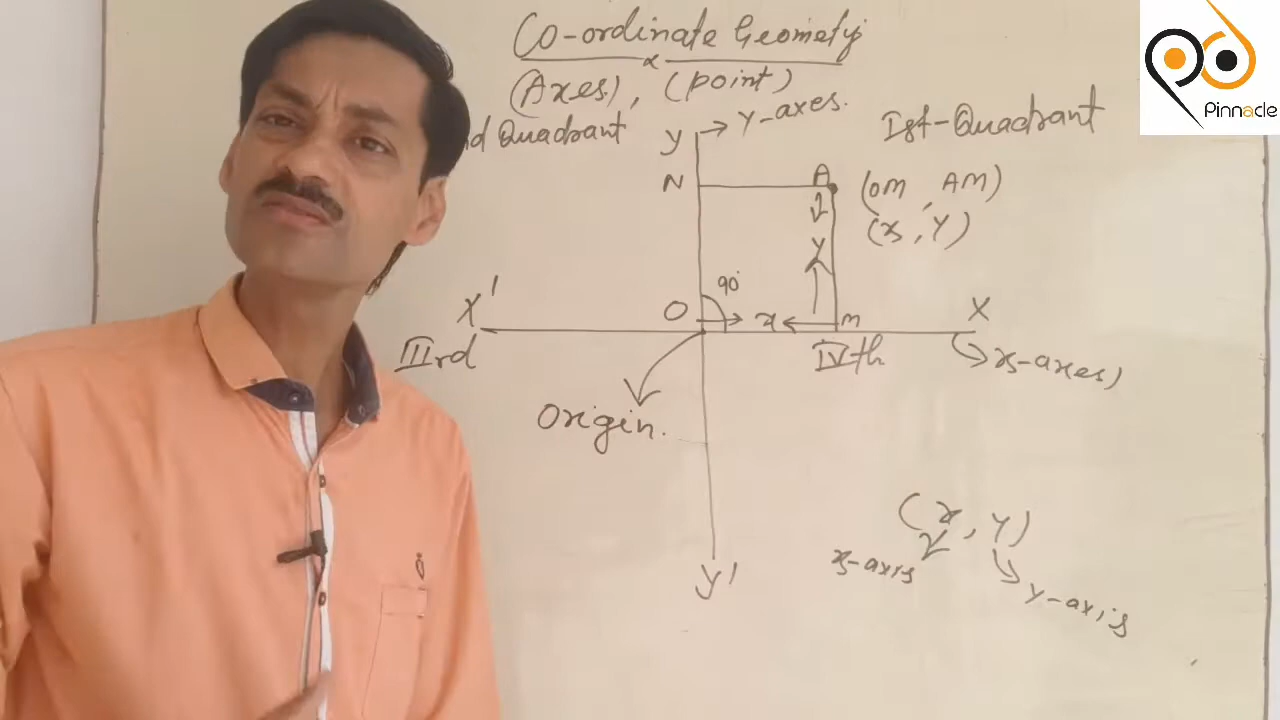 Co-ordinate Geometry
(Axes), (point)
nd Quadrant
Y → Y-axes.
Ist-Quadrant
N
A
(OM, AM)
(x, Y)
Y
90°
X'
O
x
m
X
IIIrd
IVth
x-axes)
Origin.
(x, Y)
x-axis
Y-axis
Y'
Pinnacle